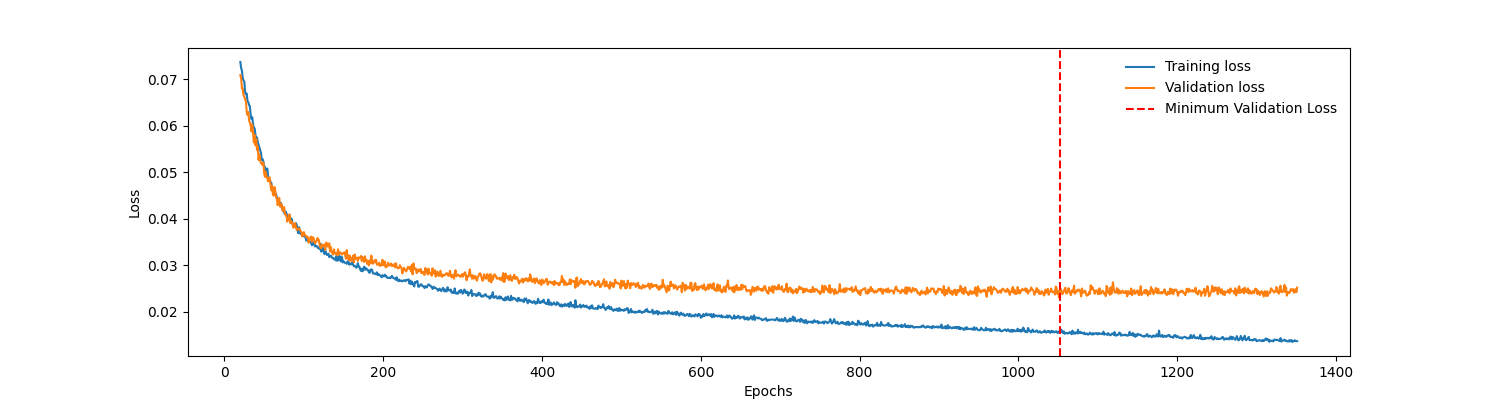 0.07
0.06
0.05
0.04
0.03
0.02
Loss
0
200
400
600
800
1000
1200
1400
Epochs
Training loss
Validation loss
Minimum Validation Loss